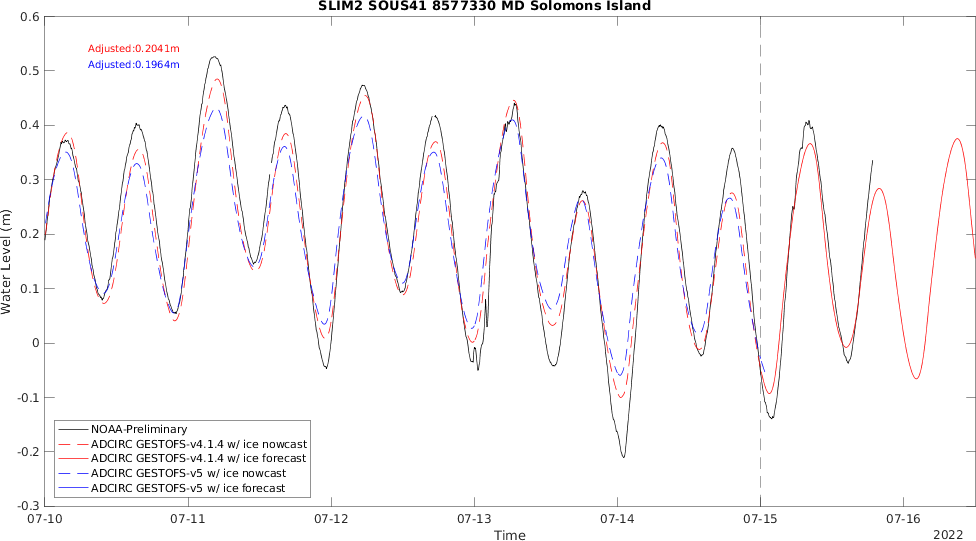 SLIM2 SOUS41 8577330 MD Solomons Island
Adjusted:0.2041m
Adjusted:0.1964m
0.6
0.5
0.4
0.3
0.2
0.1
0
-0.1
-0.2
-0.3
Water Level (m)
NOAA-Preliminary
ADCIRC GESTOFS-v4.1.4 w/ ice nowcast
ADCIRC GESTOFS-v4.1.4 w/ ice forecast
ADCIRC GESTOFS-v5 w/ ice nowcast
ADCIRC GESTOFS-v5 w/ ice forecast
07-10 07-11 07-12 07-13 07-14 07-15 07-16
Time
2022